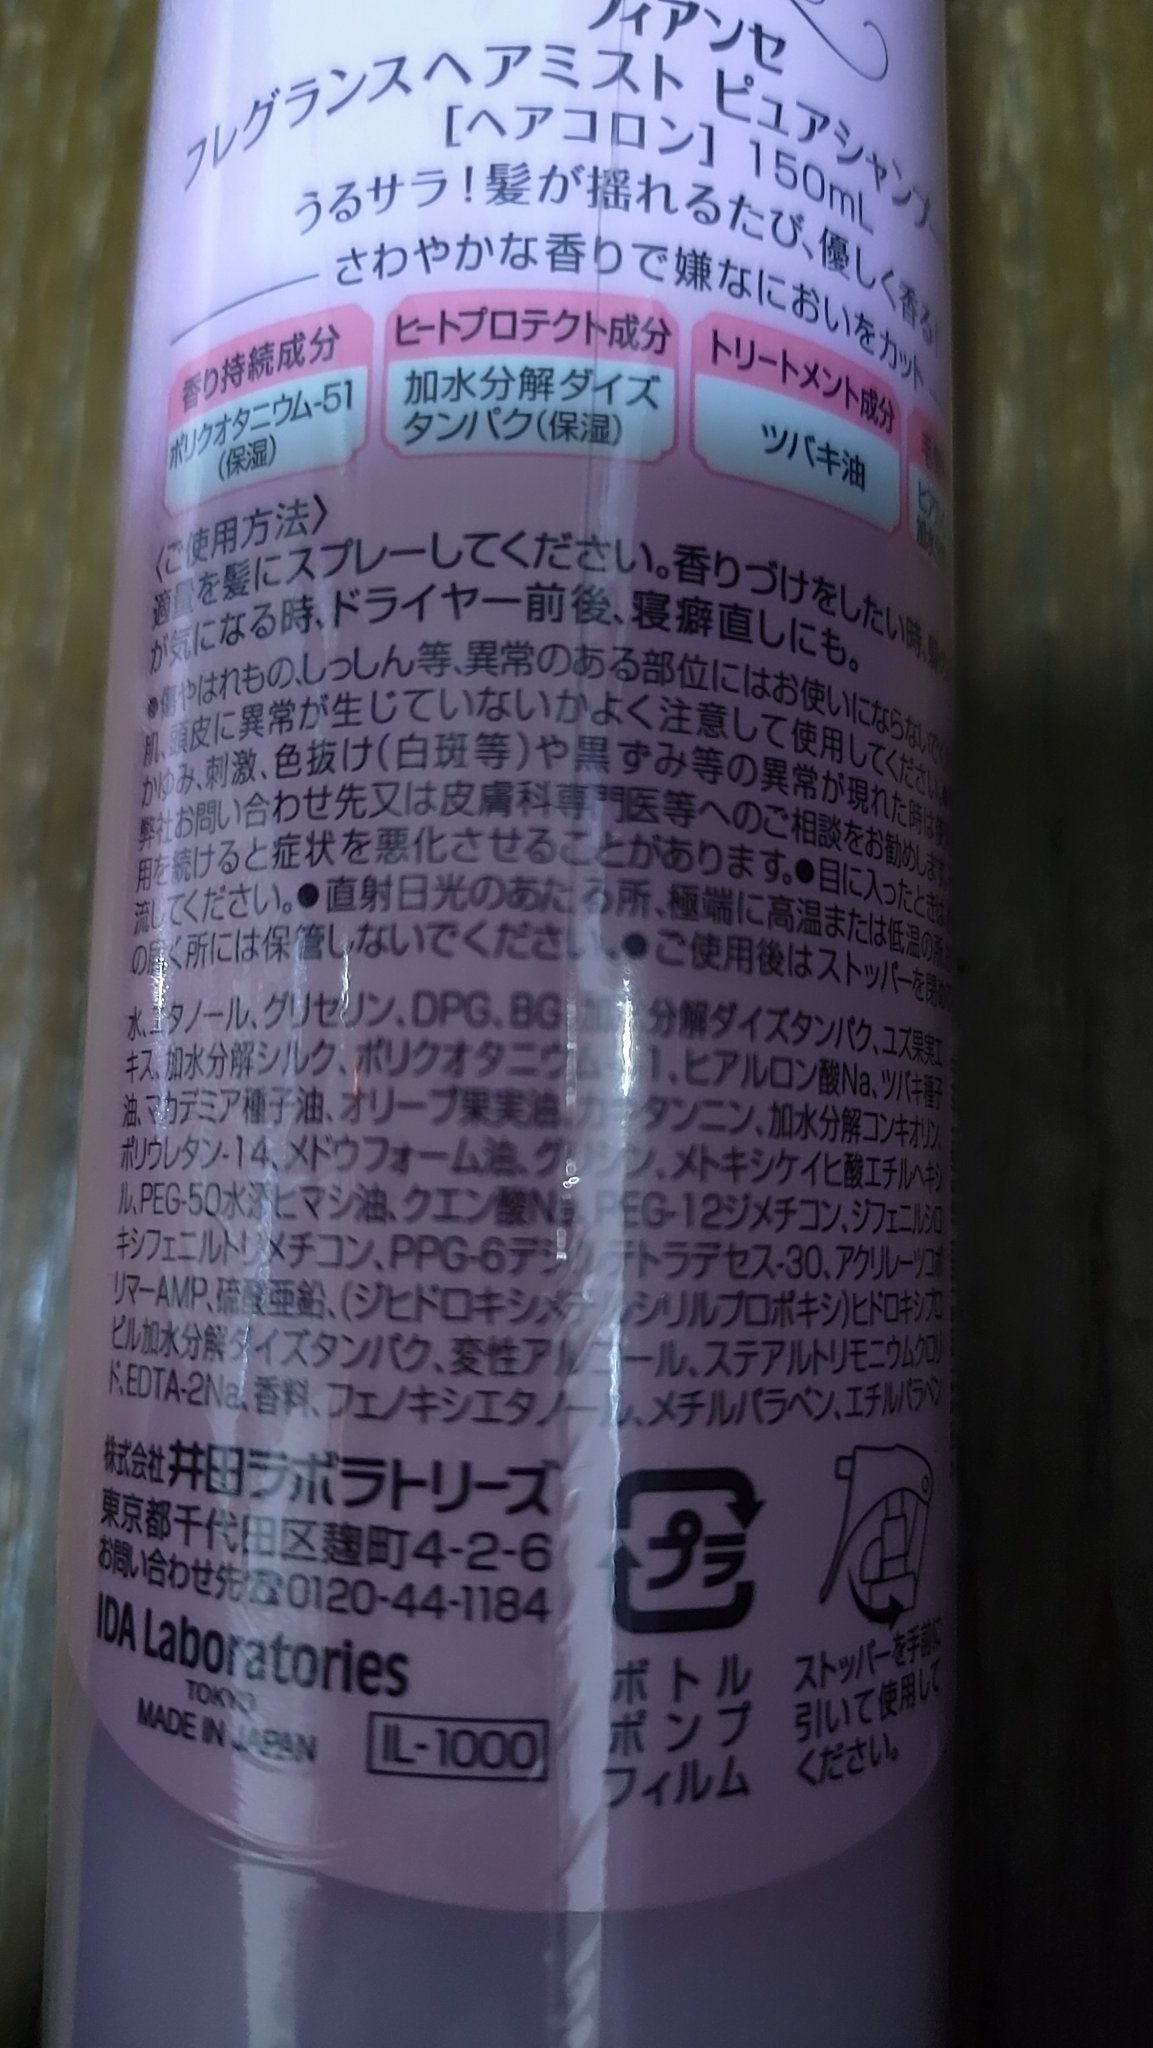 フィアンセ
フレグランスヘアミスト ピュアシャンプー
[ヘアコロン] 150mL
うるサラ!髪が揺れるたび、優しく香る!
さわやかな香りで嫌なにおいをカット
香り持続成分
ポリクオタニウム-51
(保湿)
ヒートプロテクト成分
加水分解ダイズ
タンパク(保湿)
トリートメント成分
ツバキ油
〈ご使用方法〉
適量を髪にスプレーしてください。香りづけをしたい時、
が気になる時、ドライヤー前後、寝癖直しにも。
●傷やはれもの、しっしん等、異常のある部位にはお使いにならないでく
肌、頭皮に異常が生じていないかよく注意して使用してください。
かゆみ、刺激、色抜け(白斑等)や黒ずみ等の異常が現れた時は
弊社お問い合わせ先又は皮膚科専門医等へのご相談をお勧めします。
用を続けると症状を悪化させることがあります。●目に入ったときは
流してください。●直射日光のあたる所、極端に高温または低温の所
の届く所には保管しないでください。●ご使用後はストッパーを閉め
水、エタノール、グリセリン、DPG、BG、加水分解ダイズタンパク、ユズ果実エ
キス、加水分解シルク、ポリクオタニウム-51、ヒアルロン酸Na、ツバキ種子
油、マカデミア種子油、オリーブ果実油、カキタンニン、加水分解コンキオリン、
ポリウレタン-14、メドウフォーム油、グリシン、メトキシケイヒ酸エチルヘキシ
ル、PEG-50水添ヒマシ油、クエン酸Na、PEG-12ジメチコン、ジフェニルシロ
キシフェニルトリメチコン、PPG-6デシルテトラデセス-30、アクリレーツコポ
リマーAMP、硫酸亜鉛、(ジヒドロキシメチルシリルプロポキシ)ヒドロキシプロ
ピル加水分解ダイズタンパク、変性アルコール、ステアルトリモニウムクロリ
ド、EDTA-2Na、香料、フェノキシエタノール、メチルパラベン、エチルパラベン
株式会社 井田ラボラトリーズ
東京都千代田区麹町4-2-6
お問い合わせ先☎0120-44-1184
IDA Laboratories
TOKYO
MADE IN JAPAN
IL-1000
プラ
ボトル
ポンプ
フィルム
ストッパーを手前に
引いて使用して
ください。